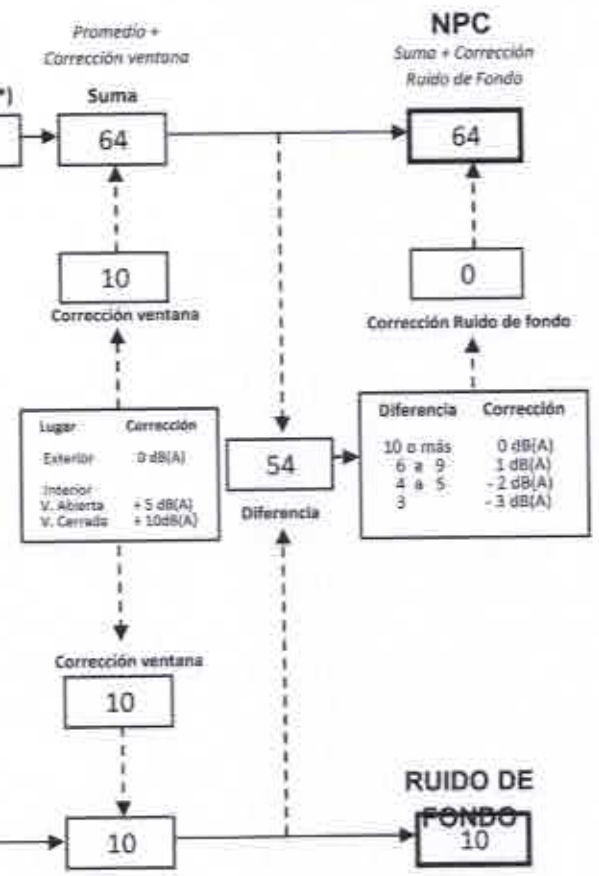 Promedio +
Corrección ventana
NPC
Suma + Corrección
Ruido de Fondo
*)
Suma
64
64
10
Corrección ventana
0
Corrección Ruido de fondo
Lugar Corrección
Exterior 0 dB(A)
Interior
V. Abierta + 5 dB(A)
V. Cerrada + 10dB(A)
54
Diferencia
Diferencia Corrección
10 o más 0 dB(A)
6 a 9 1 dB(A)
4 a 5 - 2 dB(A)
3 - 3 dB(A)
Corrección ventana
10
10
RUIDO DE
FONDO
10